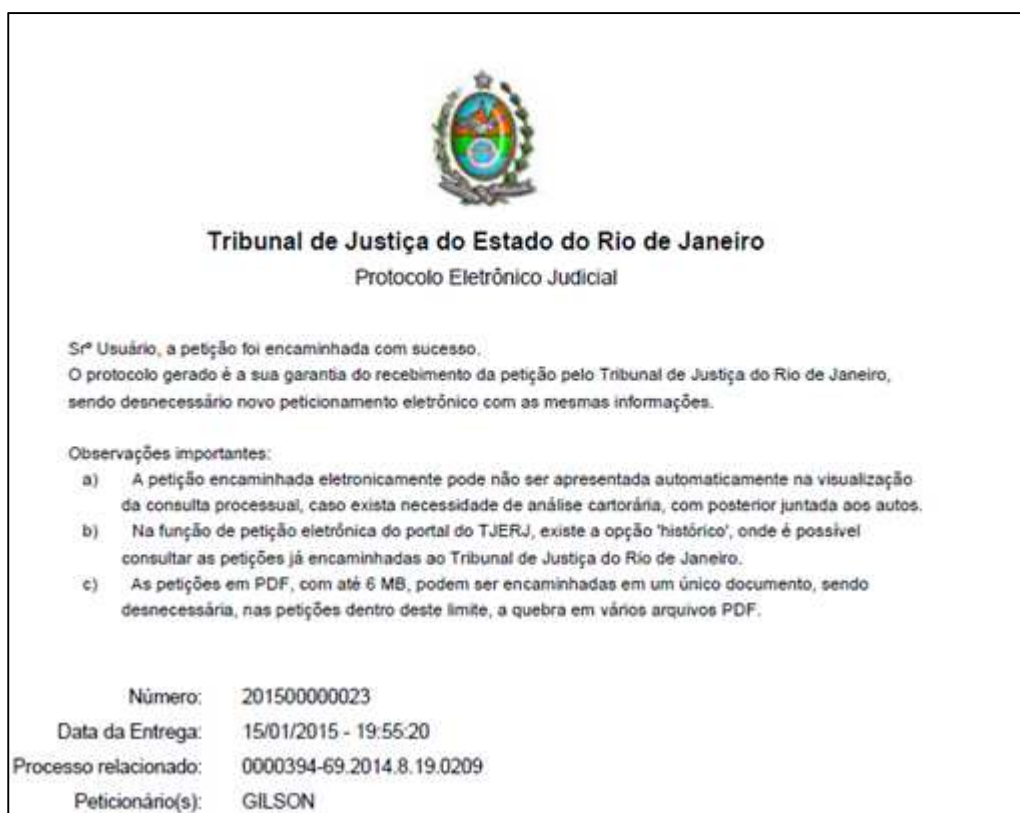 Tribunal de Justiça do Estado do Rio de Janeiro
Protocolo Eletrônico Judicial
Srº Usuário, a petição foi encaminhada com sucesso.
O protocolo gerado é a sua garantia do recebimento da petição pelo Tribunal de Justiça do Rio de Janeiro,
sendo desnecessário novo peticionamento eletrônico com as mesmas informações.
Observações importantes:
a) A petição encaminhada eletronicamente pode não ser apresentada automaticamente na visualização
da consulta processual, caso exista necessidade de análise cartorária, com posterior juntada aos autos.
b) Na função de petição eletrônica do portal do TJERJ, existe a opção 'histórico', onde é possível
consultar as petições já encaminhadas ao Tribunal de Justiça do Rio de Janeiro.
c) As petições em PDF, com até 6 MB, podem ser encaminhadas em um único documento, sendo
desnecessária, nas petições dentro deste limite, a quebra em vários arquivos PDF.
Número: 201500000023
Data da Entrega: 15/01/2015 - 19:55:20
Processo relacionado: 0000394-69.2014.8.19.0209
Peticionário(s): GILSON